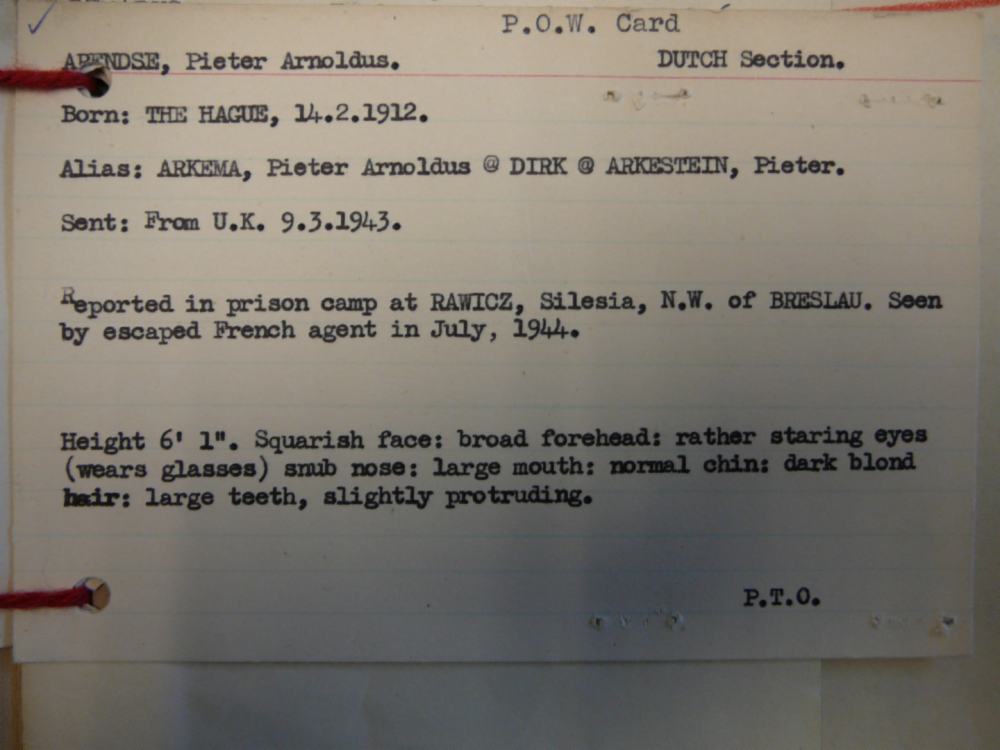 P.O.W. Card
ARENDSE, Pieter Arnoldus. DUTCH Section.
Born: THE HAGUE, 14.2.1912.
Alias: ARKEMA, Pieter Arnoldus @ DIRK @ ARKESTEIN, Pieter.
Sent: From U.K. 9.3.1943.
Reported in prison camp at RAWICZ, Silesia, N.W. of BRESLAU. Seen
by escaped French agent in July, 1944.
Height 6' 1". Squarish face: broad forehead: rather staring eyes
(wears glasses) snub nose: large mouth: normal chin: dark blond
hair: large teeth, slightly protruding.
P.T.O.